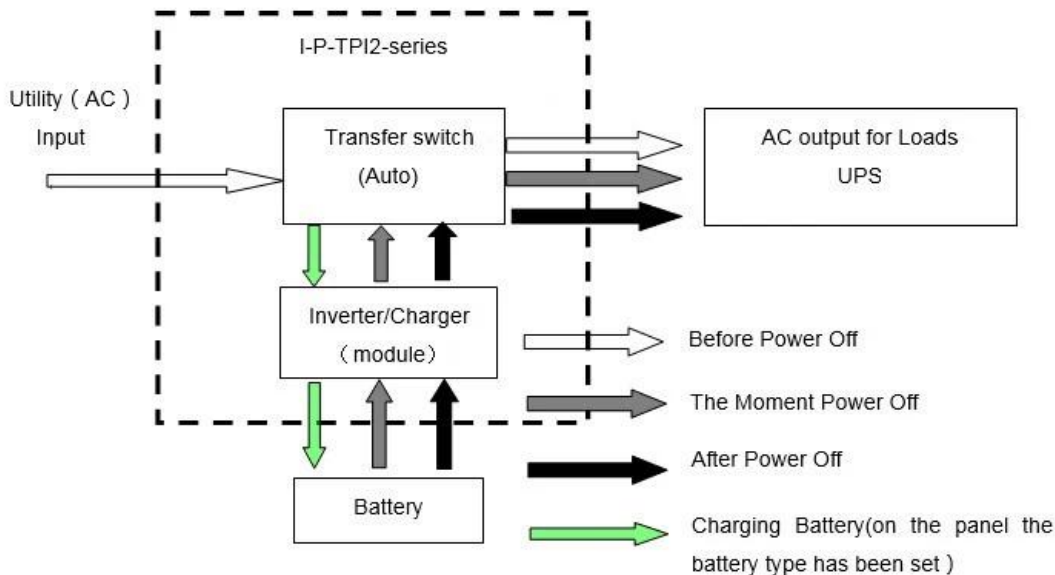 I-P-TPI2-series
Utility（AC）
Input
Transfer switch
(Auto)
AC output for Loads
UPS
Inverter/Charger
（module）
Before Power Off
The Moment Power Off
After Power Off
Battery
Charging Battery(on the panel the
battery type has been set )